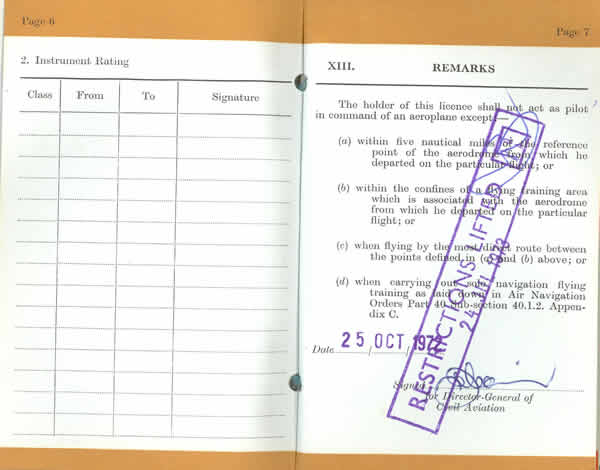 Page 6
2. Instrument Rating
Class From To Signature
Page 7
XIII. REMARKS
The holder of this licence shall not act as pilot
in command of an aeroplane except:—
(a) within five nautical miles of the reference
point of the aerodrome from which he
departed on the particular flight; or
(b) within the confines of a flying training area
which is associated with the aerodrome
from which he departed on the particular
flight; or
(c) when flying by the most direct route between
the points defined in (a) and (b) above; or
(d) when carrying out solo navigation flying
training as laid down in Air Navigation
Orders Part 40 Sub-section 40.1.2. Appen-
dix C.
Date 25 OCT 1972
Signed
for Director-General of
Civil Aviation
RESTRICTIONS LIFTED
24 JUL 1973